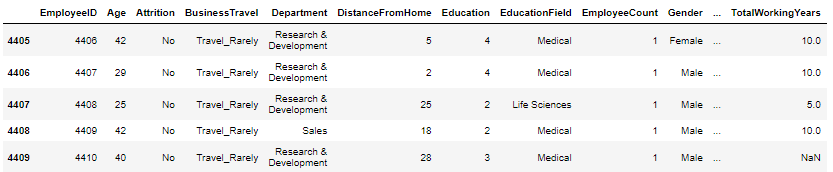 EmployeeID Age Attrition BusinessTravel Department DistanceFromHome Education EducationField EmployeeCount Gender ... TotalWorkingYears
4405 4406 42 No Travel_Rarely Research & Development 5 4 Medical 1 Female ... 10.0
4406 4407 29 No Travel_Rarely Research & Development 2 4 Medical 1 Male ... 10.0
4407 4408 25 No Travel_Rarely Research & Development 25 2 Life Sciences 1 Male ... 5.0
4408 4409 42 No Travel_Rarely Sales 18 2 Medical 1 Male ... 10.0
4409 4410 40 No Travel_Rarely Research & Development 28 3 Medical 1 Male ... NaN